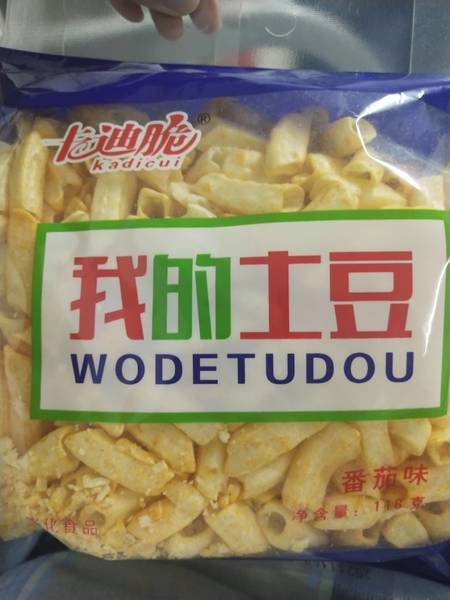 卡迪脆®
kadicui
我的土豆
WODETUDOU
番茄味
净含量：118克
化食品